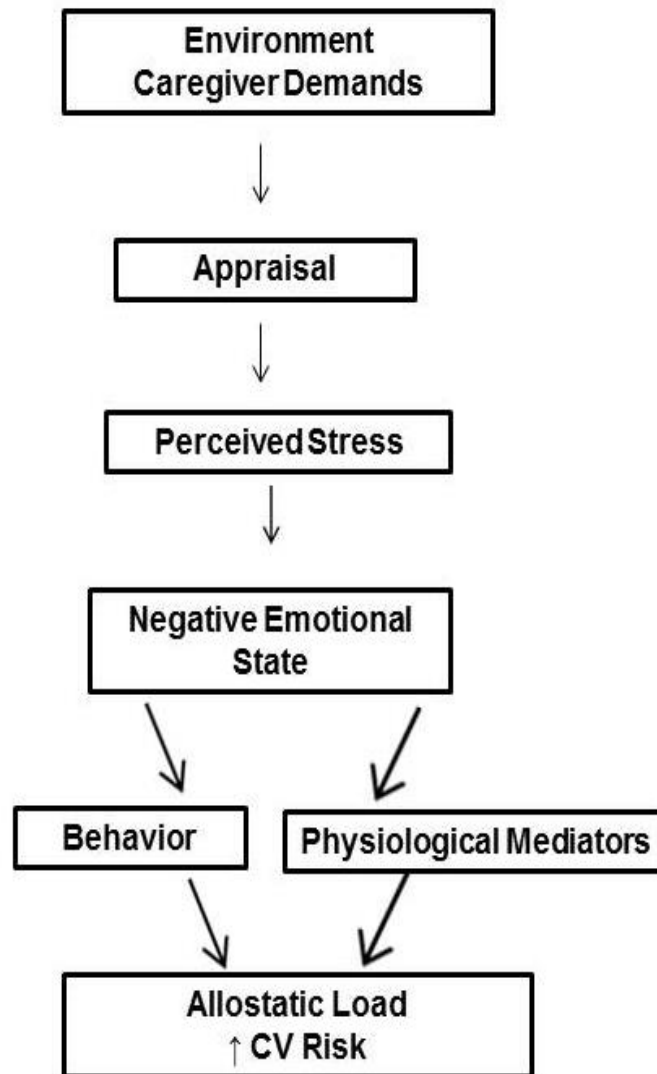 Environment
Caregiver Demands
Appraisal
Perceived Stress
Negative Emotional
State
Behavior
Physiological Mediators
Allostatic Load
↑ CV Risk